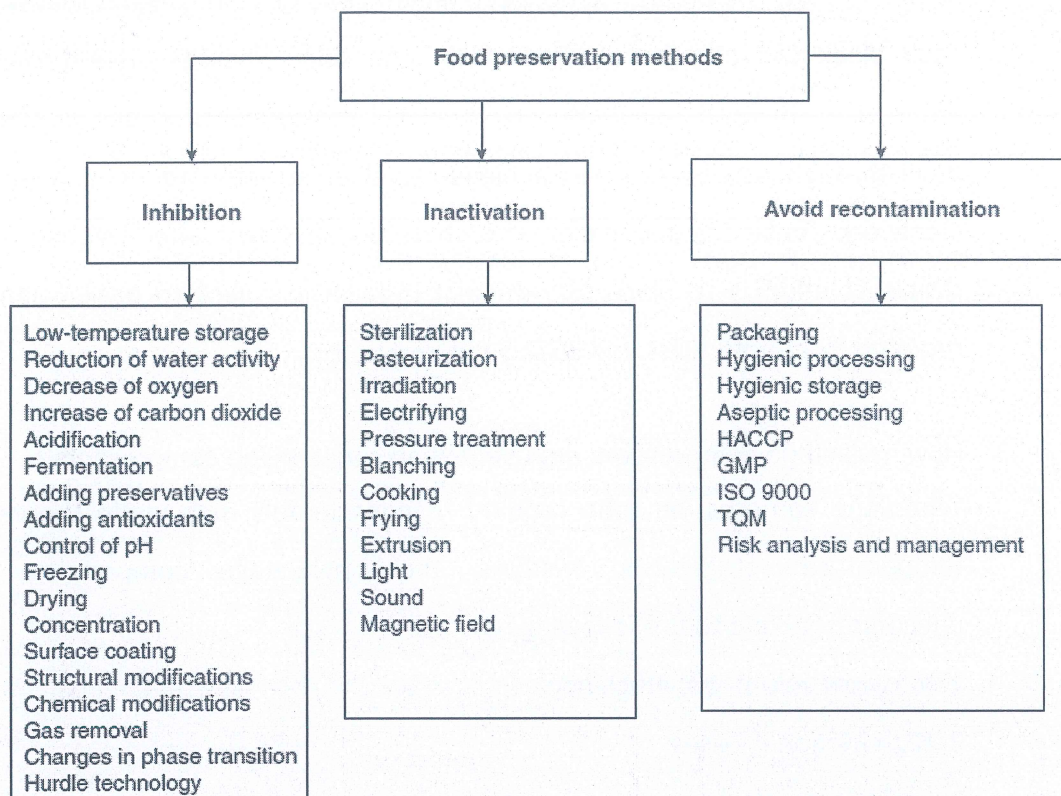 Food preservation methods
Inhibition
Inactivation
Avoid recontamination
Low-temperature storage
Reduction of water activity
Decrease of oxygen
Increase of carbon dioxide
Acidification
Fermentation
Adding preservatives
Adding antioxidants
Control of pH
Freezing
Drying
Concentration
Surface coating
Structural modifications
Chemical modifications
Gas removal
Changes in phase transition
Hurdle technology
Sterilization
Pasteurization
Irradiation
Electrifying
Pressure treatment
Blanching
Cooking
Frying
Extrusion
Light
Sound
Magnetic field
Packaging
Hygienic processing
Hygienic storage
Aseptic processing
HACCP
GMP
ISO 9000
TQM
Risk analysis and management